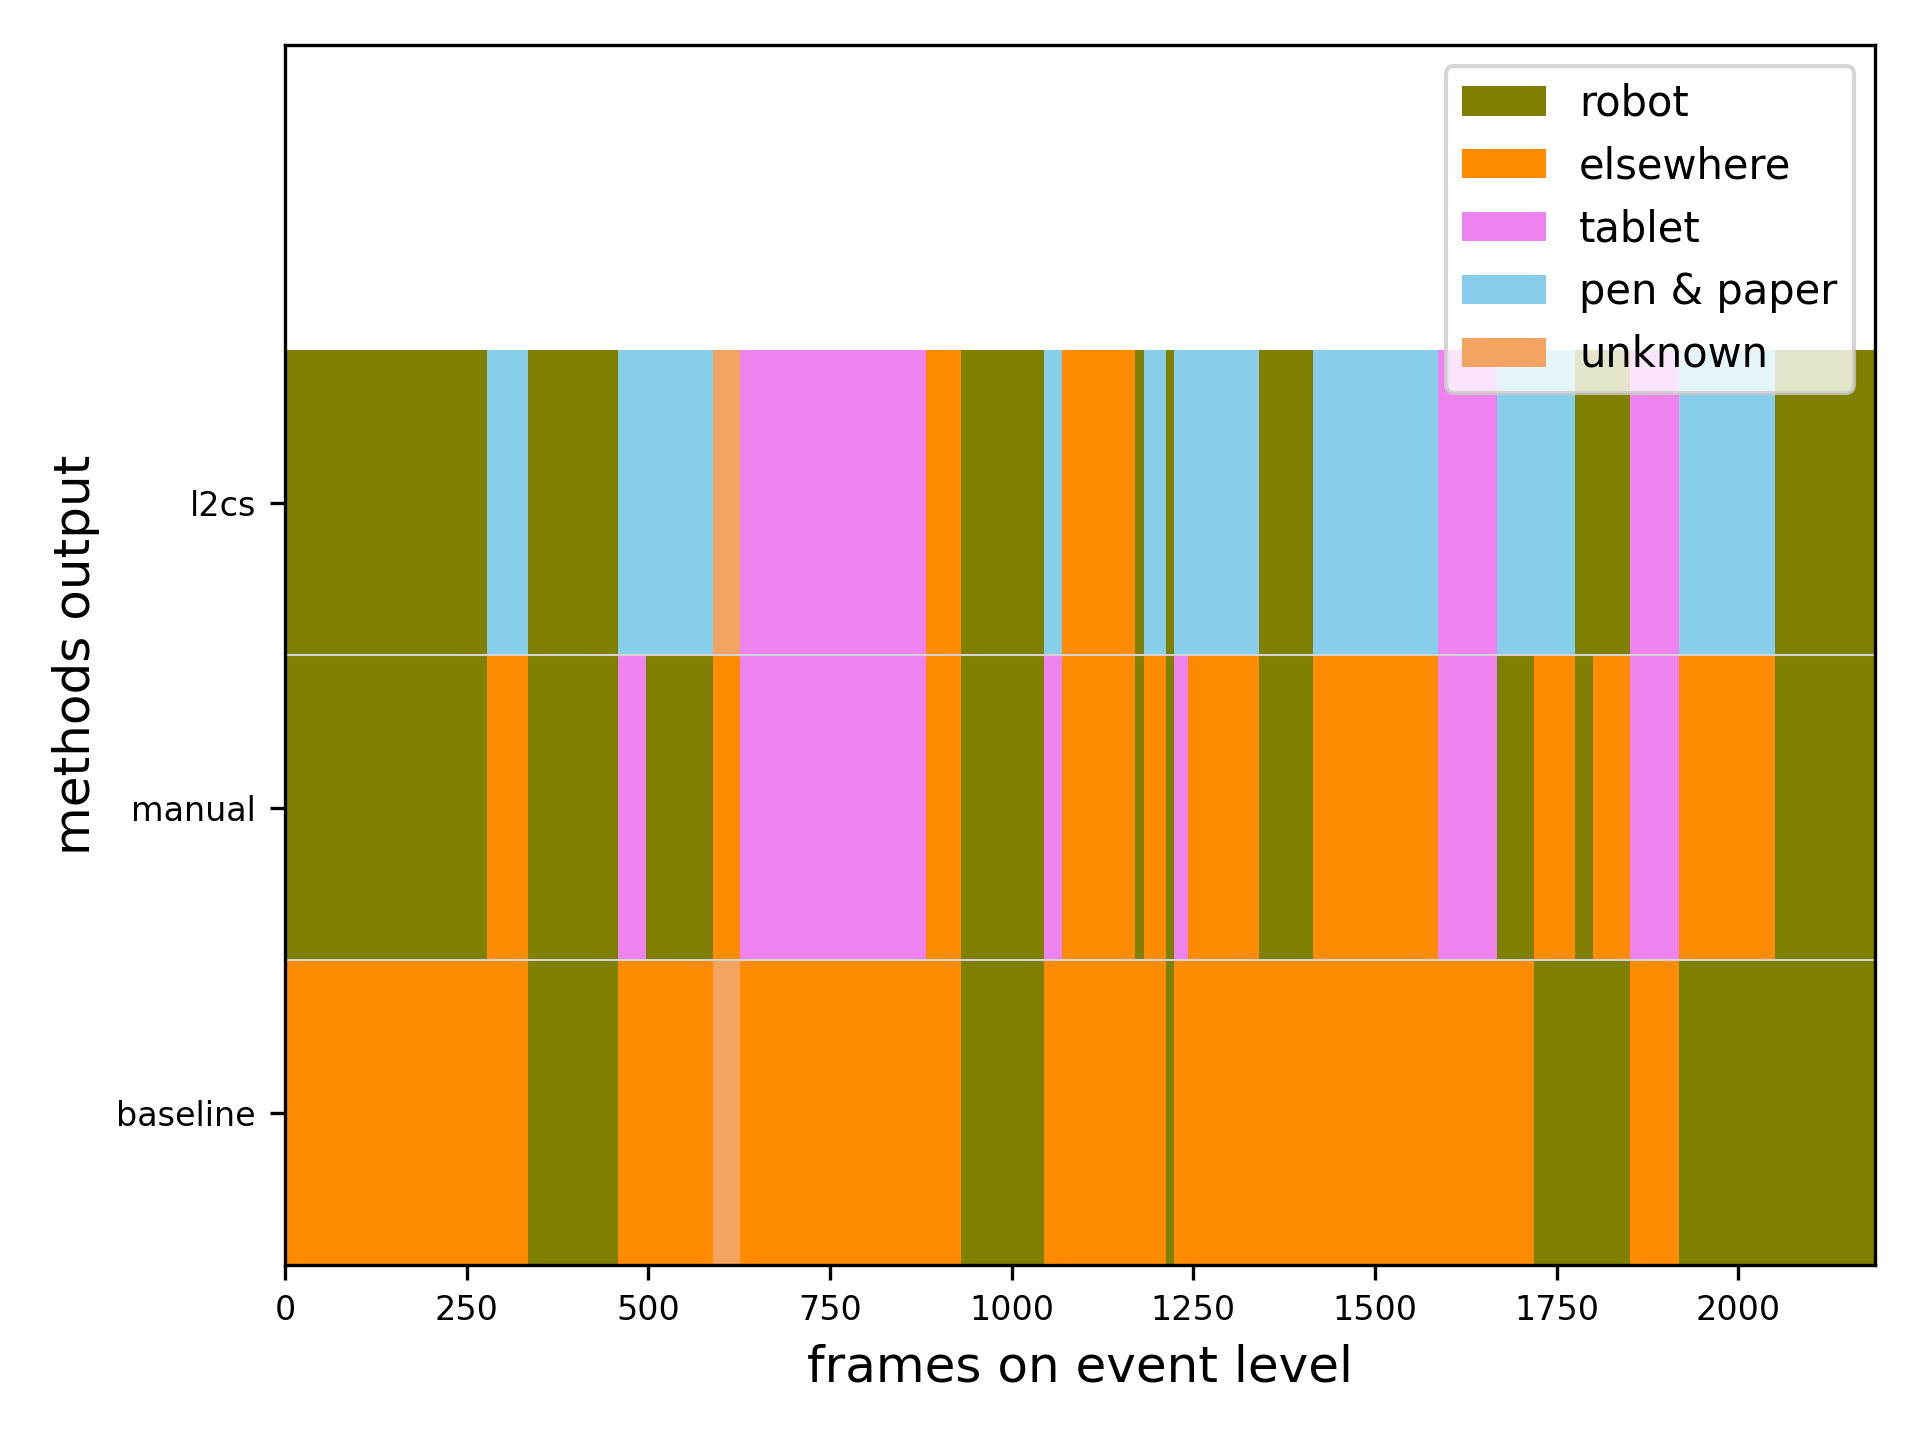 robot
elsewhere
tablet
pen & paper
unknown
methods output
l2cs
manual
baseline
0 250 500 750 1000 1250 1500 1750 2000
frames on event level